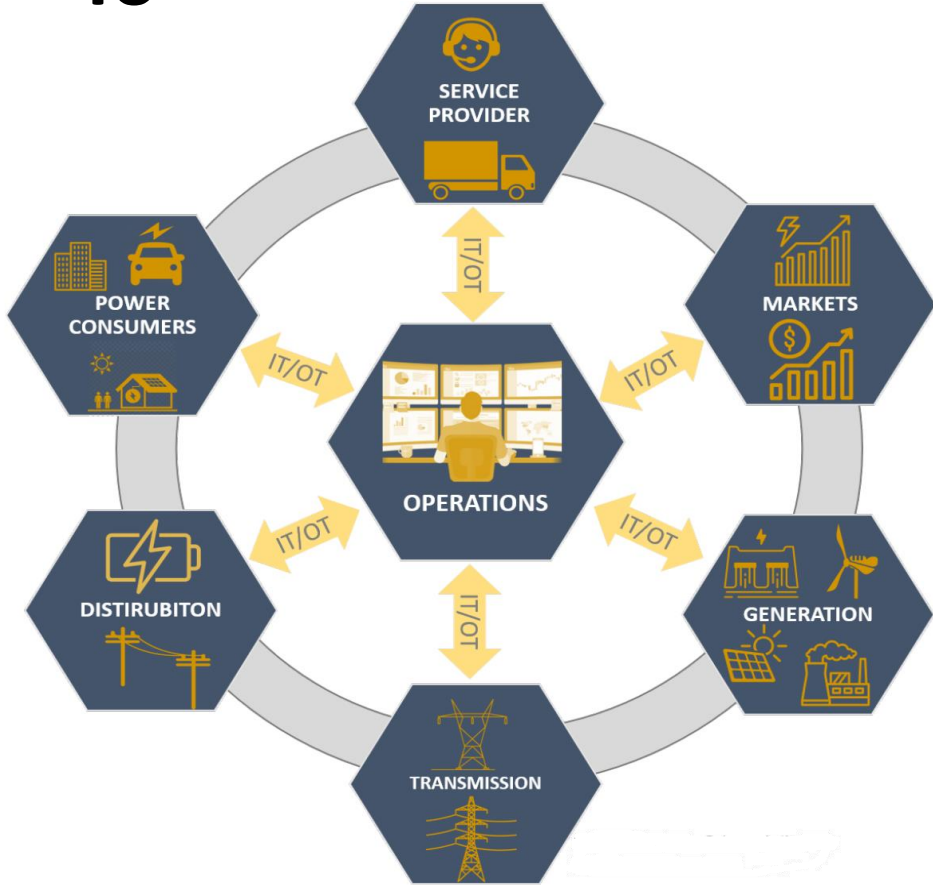 SERVICE
PROVIDER
IT/OT
POWER
CONSUMERS
IT/OT
$
MARKETS
IT/OT
OPERATIONS
IT/OT
DISTIRUBITON
IT/OT
GENERATION
IT/OT
TRANSMISSION